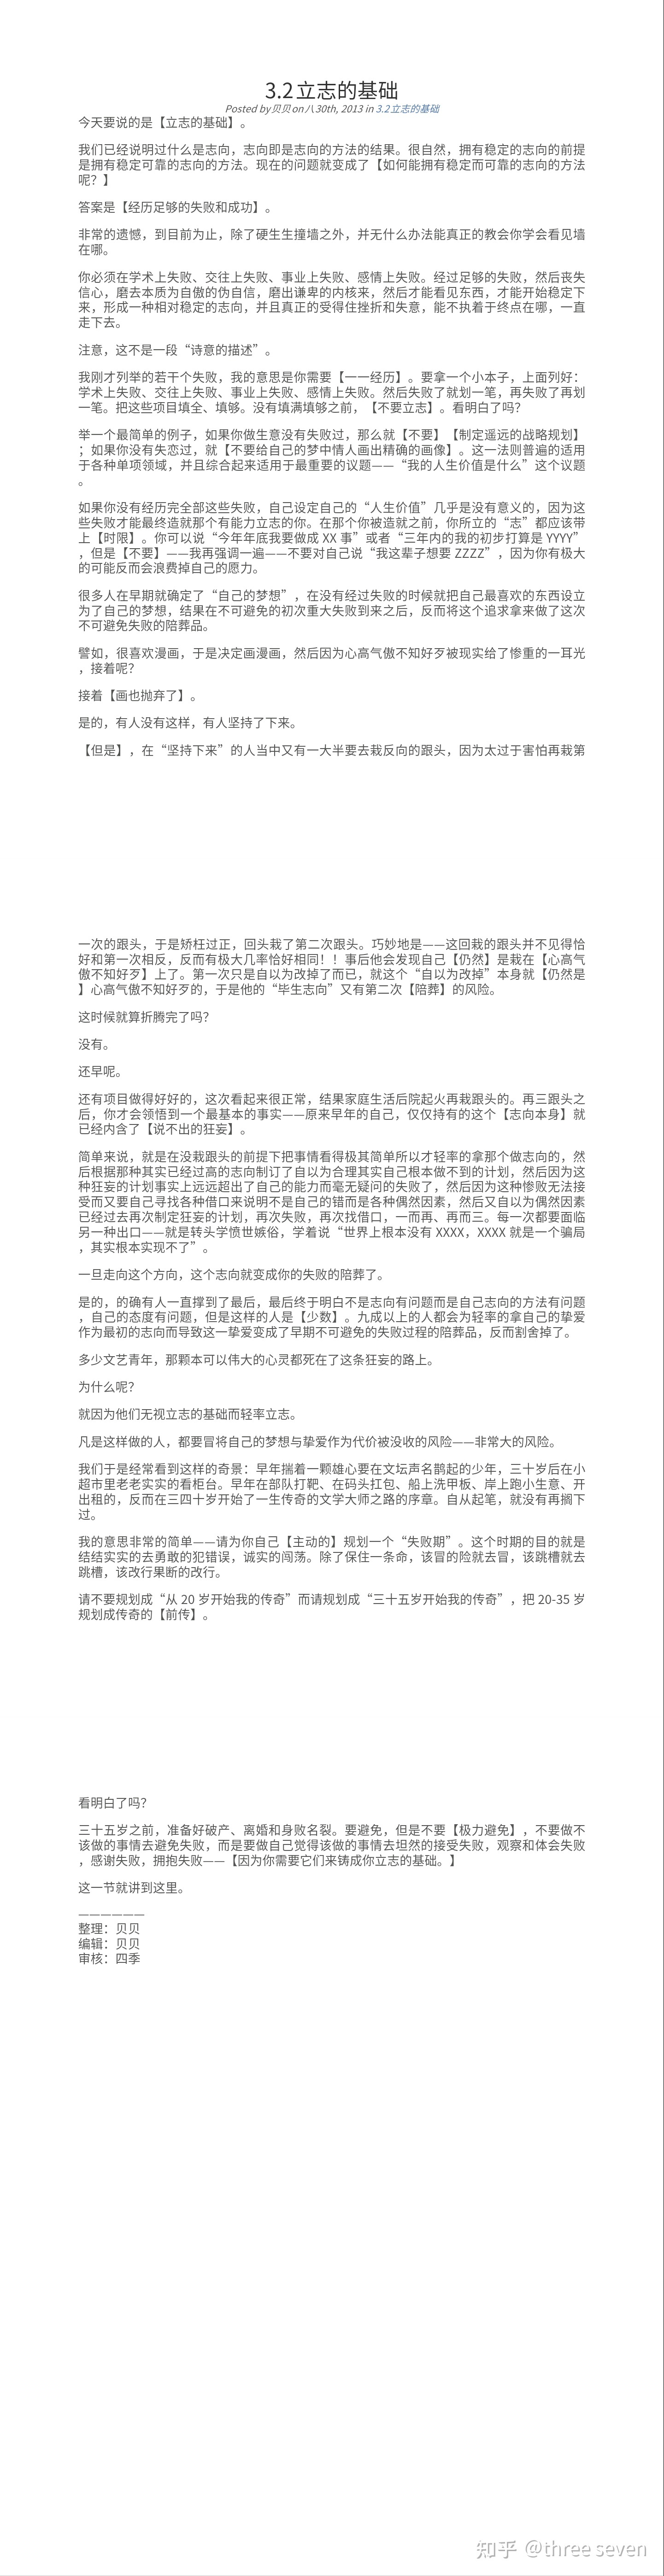 3.2立志的基础
Posted by贝贝on八30th, 2013 in 3.2立志的基础
今天要说的是【立志的基础】。
我们已经说明过什么是志向，志向即是志向的方法的结果。很自然，拥有稳定的志向的前提
是拥有稳定可靠的志向的方法。现在的问题就变成了【如何能拥有稳定而可靠的志向的方法
呢？】
答案是【经历足够的失败和成功】。
非常的遗憾，到目前为止，除了硬生生撞墙之外，并无什么办法能真正的教会你学会看见墙
在哪。
你必须在学术上失败、交往上失败、事业上失败、感情上失败。经过足够的失败，然后丧失
信心，磨去本质为自傲的伪自信，磨出谦卑的内核来，然后才能看见东西，才能开始稳定下
来，形成一种相对稳定的志向，并且真正的受得住挫折和失意，能不执着于终点在哪，一直
走下去。
注意，这不是一段“诗意的描述”。
我刚才列举的若干个失败，我的意思是你需要【一一经历】。要拿一个小本子，上面列好：
学术上失败、交往上失败、事业上失败、感情上失败。然后失败了就划一笔，再失败了再划
一笔。把这些项目填全、填够。没有填满填够之前，【不要立志】。看明白了吗？
举一个最简单的例子，如果你做生意没有失败过，那么就【不要】【制定遥远的战略规划】
；如果你没有失恋过，就【不要给自己的梦中情人画出精确的画像】。这一法则普遍的适用
于各种单项领域，并且综合起来适用于最重要的议题——“我的人生价值是什么”这个议题
。
如果你没有经历完全部这些失败，自己设定自己的“人生价值”几乎是没有意义的，因为这
些失败才能最终造就那个有能力立志的你。在那个你被造就之前，你所立的“志”都应该带
上【时限】。你可以说“今年年底我要做成 XX 事”或者“三年内的我的初步打算是 YYYY”
，但是【不要】——我再强调一遍——不要对自己说“我这辈子想要 ZZZZ”，因为你有极大
的可能反而会浪费掉自己的愿力。
很多人在早期就确定了“自己的梦想”，在没有经过失败的时候就把自己最喜欢的东西设立
为了自己的梦想，结果在不可避免的初次重大失败到来之后，反而将这个追求拿来做了这次
不可避免失败的陪葬品。
譬如，很喜欢漫画，于是决定画漫画，然后因为心高气傲不知好歹被现实给了惨重的一耳光
，接着呢？
接着【画也抛弃了】。
是的，有人没有这样，有人坚持了下来。
【但是】，在“坚持下来”的人当中又有一大半要去栽反向的跟头，因为太过于害怕再栽第
一次的跟头，于是矫枉过正，回头栽了第二次跟头。巧妙地是——这回栽的跟头并不见得恰
好和第一次相反，反而有极大几率恰好相同！！事后他会发现自己【仍然】是栽在【心高气
傲不知好歹】上了。第一次只是自以为改掉了而已，就这个“自以为改掉”本身就【仍然是
】心高气傲不知好歹的，于是他的“毕生志向”又有第二次【陪葬】的风险。
这时候就算折腾完了吗？
没有。
还早呢。
还有项目做得好好的，这次看起来很正常，结果家庭生活后院起火再栽跟头的。再三跟头之
后，你才会领悟到一个最基本的事实——原来早年的自己，仅仅持有的这个【志向本身】就
已经内含了【说不出的狂妄】。
简单来说，就是在没栽跟头的前提下把事情看得极其简单所以才轻率的拿那个做志向的，然
后根据那种其实已经过高的志向制订了自以为合理其实自己根本做不到的计划，然后因为这
种狂妄的计划事实上远远超出了自己的能力而毫无疑问的失败了，然后因为这种惨败无法接
受而又要自己寻找各种借口来说明不是自己的错而是各种偶然因素，然后又自以为偶然因素
已经过去再次制定狂妄的计划，再次失败，再次找借口，一而再、再而三。每一次都要面临
另一种出口——就是转头学愤世嫉俗，学着说“世界上根本没有 XXXX，XXXX 就是一个骗局
，其实根本实现不了”。
一旦走向这个方向，这个志向就变成你的失败的陪葬了。
是的，的确有人一直撑到了最后，最后终于明白不是志向有问题而是自己志向的方法有问题
，自己的态度有问题，但是这样的人是【少数】。九成以上的人都会为轻率的拿自己的挚爱
作为最初的志向而导致这一挚爱变成了早期不可避免的失败过程的陪葬品，反而割舍掉了。
多少文艺青年，那颗本可以伟大的心灵都死在了这条狂妄的路上。
为什么呢？
就因为他们无视立志的基础而轻率立志。
凡是这样做的人，都要冒将自己的梦想与挚爱作为代价被没收的风险——非常大的风险。
我们于是经常看到这样的奇景：早年揣着一颗雄心要在文坛声名鹊起的少年，三十岁后在小
超市里老老实实的看柜台。早年在部队打靶、在码头扛包、船上洗甲板、岸上跑小生意、开
出租的，反而在三四十岁开始了一生传奇的文学大师之路的序章。自从起笔，就没有再搁下
过。
我的意思非常的简单——请为你自己【主动的】规划一个“失败期”。这个时期的目的就是
结结实实的去勇敢的犯错误，诚实的闯荡。除了保住一条命，该冒的险就去冒，该跳槽就去
跳槽，该改行果断的改行。
请不要规划成“从 20 岁开始我的传奇”而请规划成“三十五岁开始我的传奇”，把 20-35 岁
规划成传奇的【前传】。
看明白了吗？
三十五岁之前，准备好破产、离婚和身败名裂。要避免，但是不要【极力避免】，不要做不
该做的事情去避免失败，而是要做自己觉得该做的事情去坦然的接受失败，观察和体会失败
，感谢失败，拥抱失败——【因为你需要它们来铸成你立志的基础。】
这一节就讲到这里。
——————
整理：贝贝
编辑：贝贝
审核：四季
知乎 @three seven